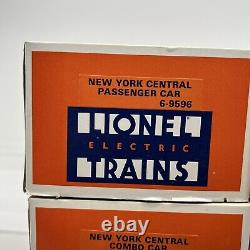 NEW YORK CENTRAL
PASSENGER CAR
6-9596
LIONEL
ELECTRIC
TRAINS
NEW YORK CENTRAL
COMBO CAR